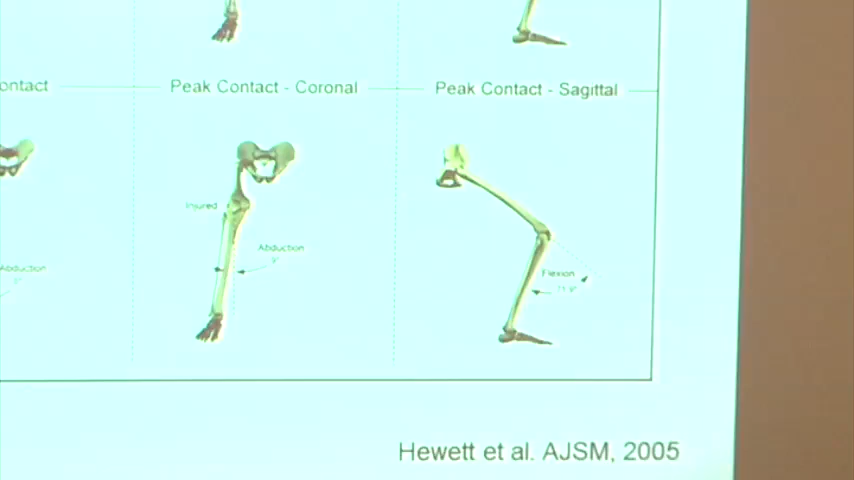 ontact
Peak Contact - Coronal
Peak Contact - Sagittal
Injured
Abduction
Abduction
Flexion
Hewett et al. AJSM, 2005